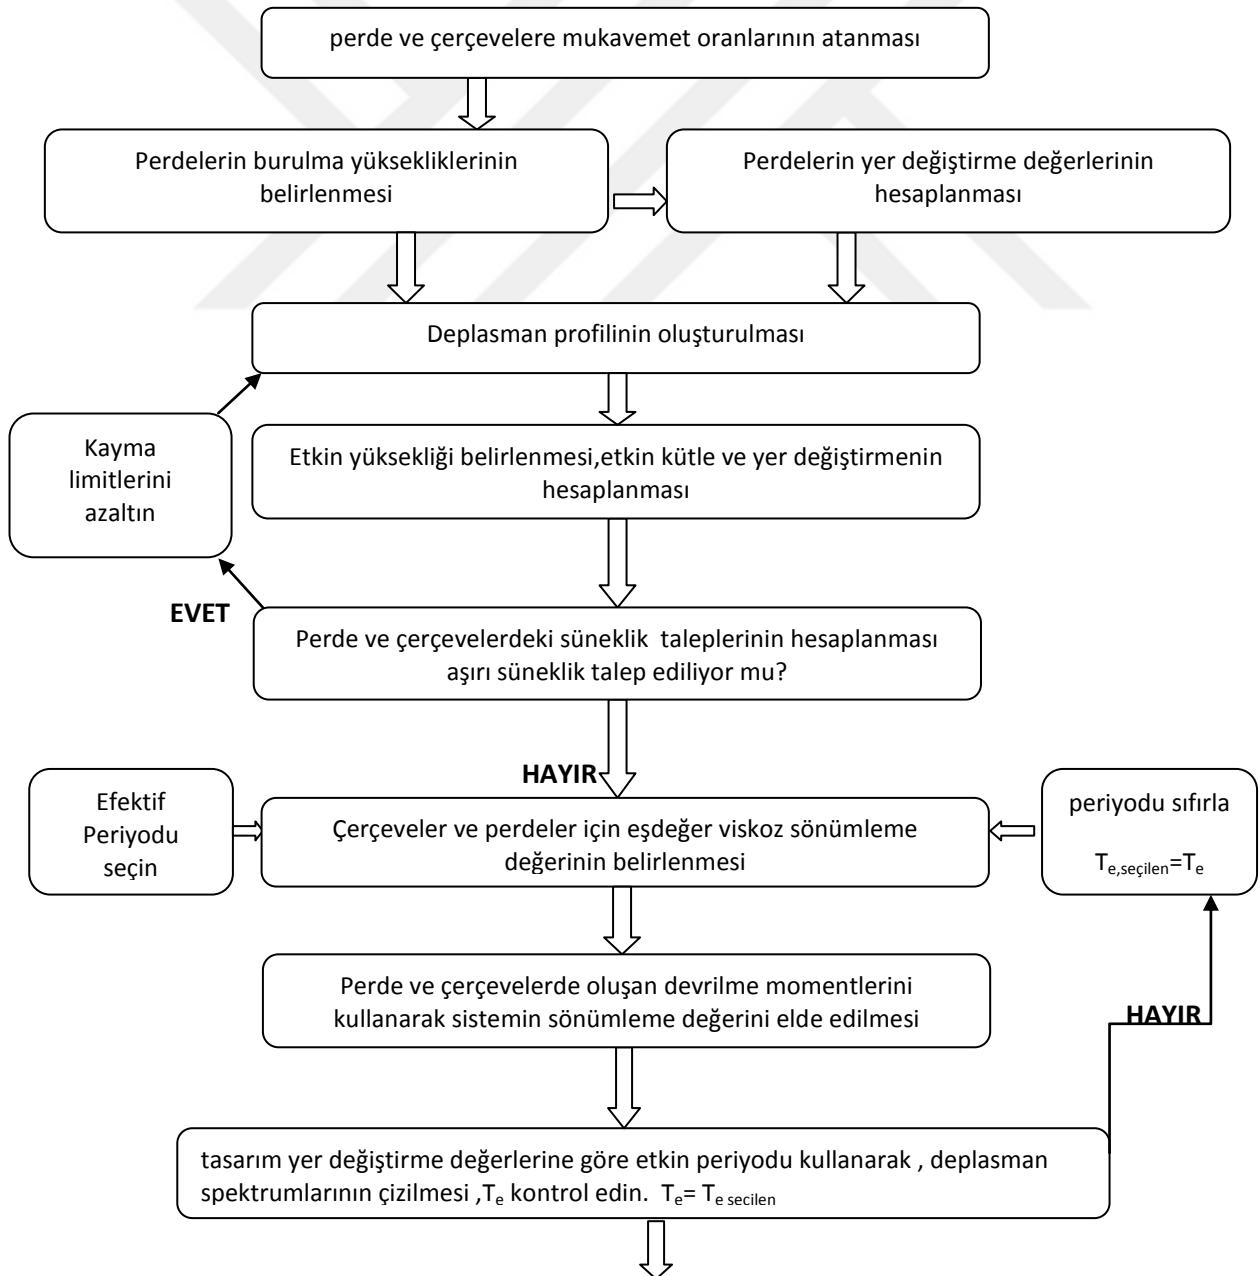 perde ve çerçevelere mukavemet oranlarının atanması
Perdelerin burulma yüksekliklerinin
belirlenmesi
Perdelerin yer değiştirme değerlerinin
hesaplanması
Deplasman profilinin oluşturulması
Kayma
limitlerini
azaltın
Etkin yüksekliği belirlenmesi,etkin kütle ve yer değiştirmenin
hesaplanması
EVET
Perde ve çerçevelerdeki süneklik taleplerinin hesaplanması
aşırı süneklik talep ediliyor mu?
HAYIR
Efektif
Periyodu
seçin
Çerçeveler ve perdeler için eşdeğer viskoz sönümleme
değerinin belirlenmesi
periyodu sıfırla
Te,seçilen=Te
Perde ve çerçevelerde oluşan devrilme momentlerini
kullanarak sistemin sönümleme değerini elde edilmesi
HAYIR
tasarım yer değiştirme değerlerine göre etkin periyodu kullanarak , deplasman
spektrumlarının çizilmesi ,Te kontrol edin. Te= Te secilen